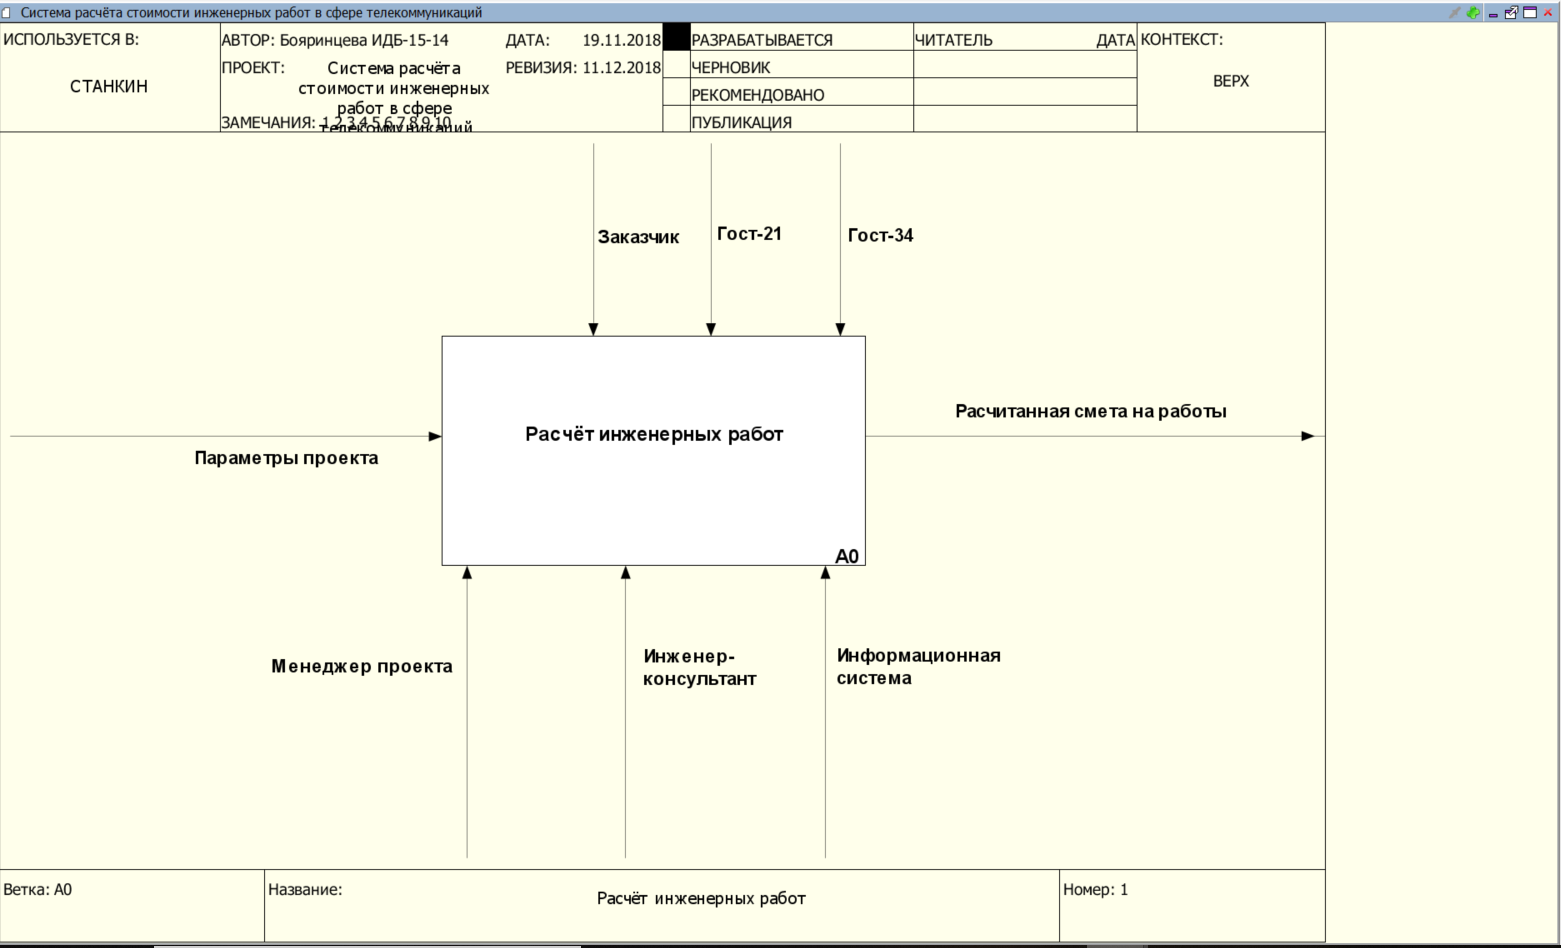 Система расчёта стоимости инженерных работ в сфере телекоммуникаций
ИСПОЛЬЗУЕТСЯ В:
СТАНКИН
АВТОР: Бояринцева ИДБ-15-14
ДАТА: 19.11.2018
ПРОЕКТ:
Система расчёта
стоимости инженерных
работ в сфере
телекоммуникаций
РЕВИЗИЯ: 11.12.2018
ЗАМЕЧАНИЯ: 1 2 3 4 5 6 7 8 9 10
РАЗРАБАТЫВАЕТСЯ
ЧЕРНОВИК
РЕКОМЕНДОВАНО
ПУБЛИКАЦИЯ
ЧИТАТЕЛЬ
ДАТА
КОНТЕКСТ:
ВЕРХ
Заказчик
Гост-21
Гост-34
Расчёт инженерных работ
A0
Параметры проекта
Расчитанная смета на работы
Менеджер проекта
Инженер-
консультант
Информационная
система
Ветка: A0
Название:
Расчёт инженерных работ
Номер: 1